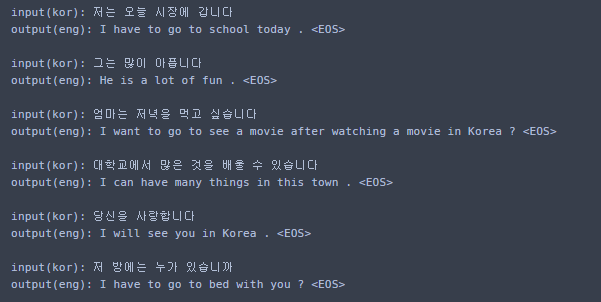 input(kor): 저는 오늘 시장에 갑니다
output(eng): I have to go to school today . <EOS>
input(kor): 그는 많이 아픕니다
output(eng): He is a lot of fun . <EOS>
input(kor): 엄마는 저녁을 먹고 싶습니다
output(eng): I want to go to see a movie after watching a movie in Korea ? <EOS>
input(kor): 대학교에서 많은 것을 배울 수 있습니다
output(eng): I can have many things in this town . <EOS>
input(kor): 당신을 사랑합니다
output(eng): I will see you in Korea . <EOS>
input(kor): 저 방에는 누가 있습니까
output(eng): I have to go to bed with you ? <EOS>